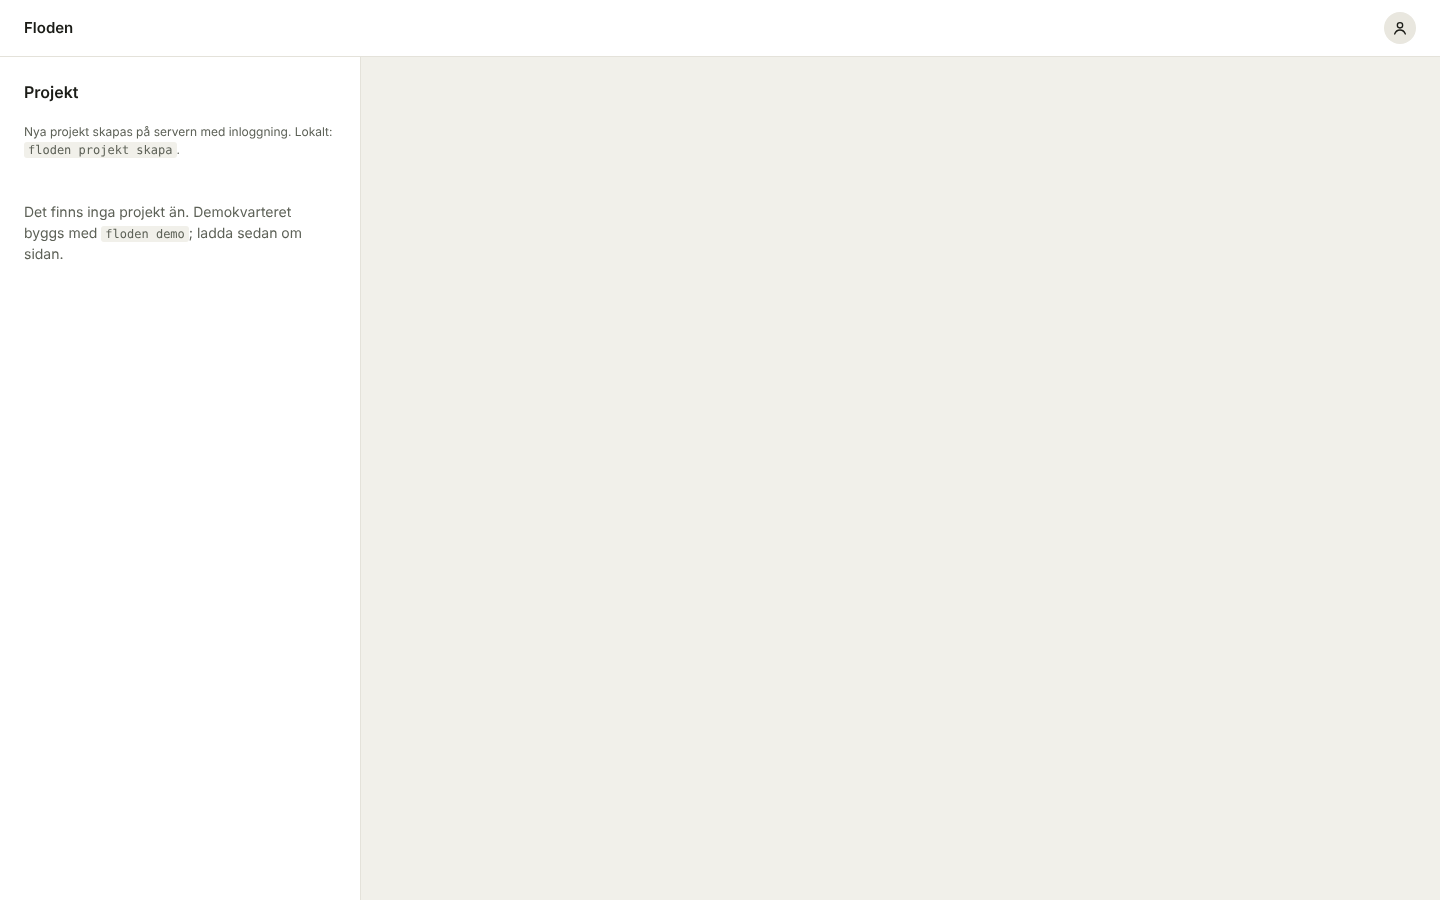 Floden
Projekt
Nya projekt skapas på servern med inloggning. Lokalt:
floden projekt skapa.
Det finns inga projekt än. Demokvarteret
byggs med floden demo; ladda sedan om
sidan.